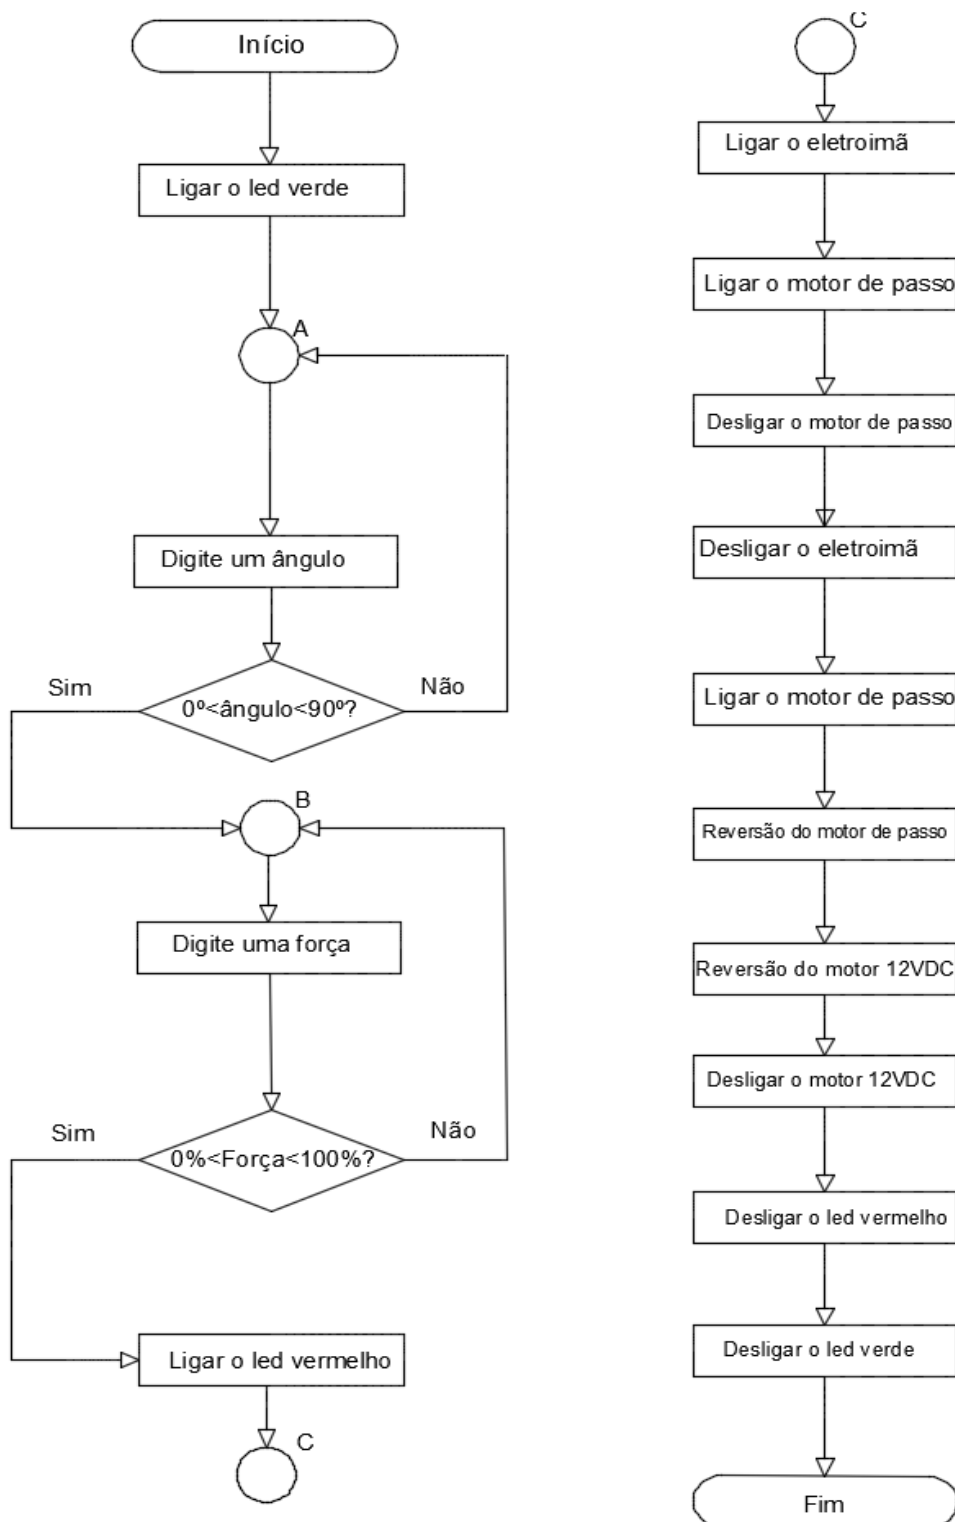 Início
Ligar o led verde
A
Digite um ângulo
Sim
0º<ângulo<90º?
Não
B
Digite uma força
Sim
0%<Força<100%?
Não
Ligar o led vermelho
C
C
Ligar o eletroimã
Ligar o motor de passo
Desligar o motor de passo
Desligar o eletroimã
Ligar o motor de passo
Reversão do motor de passo
Reversão do motor 12VDC
Desligar o motor 12VDC
Desligar o led vermelho
Desligar o led verde
Fim